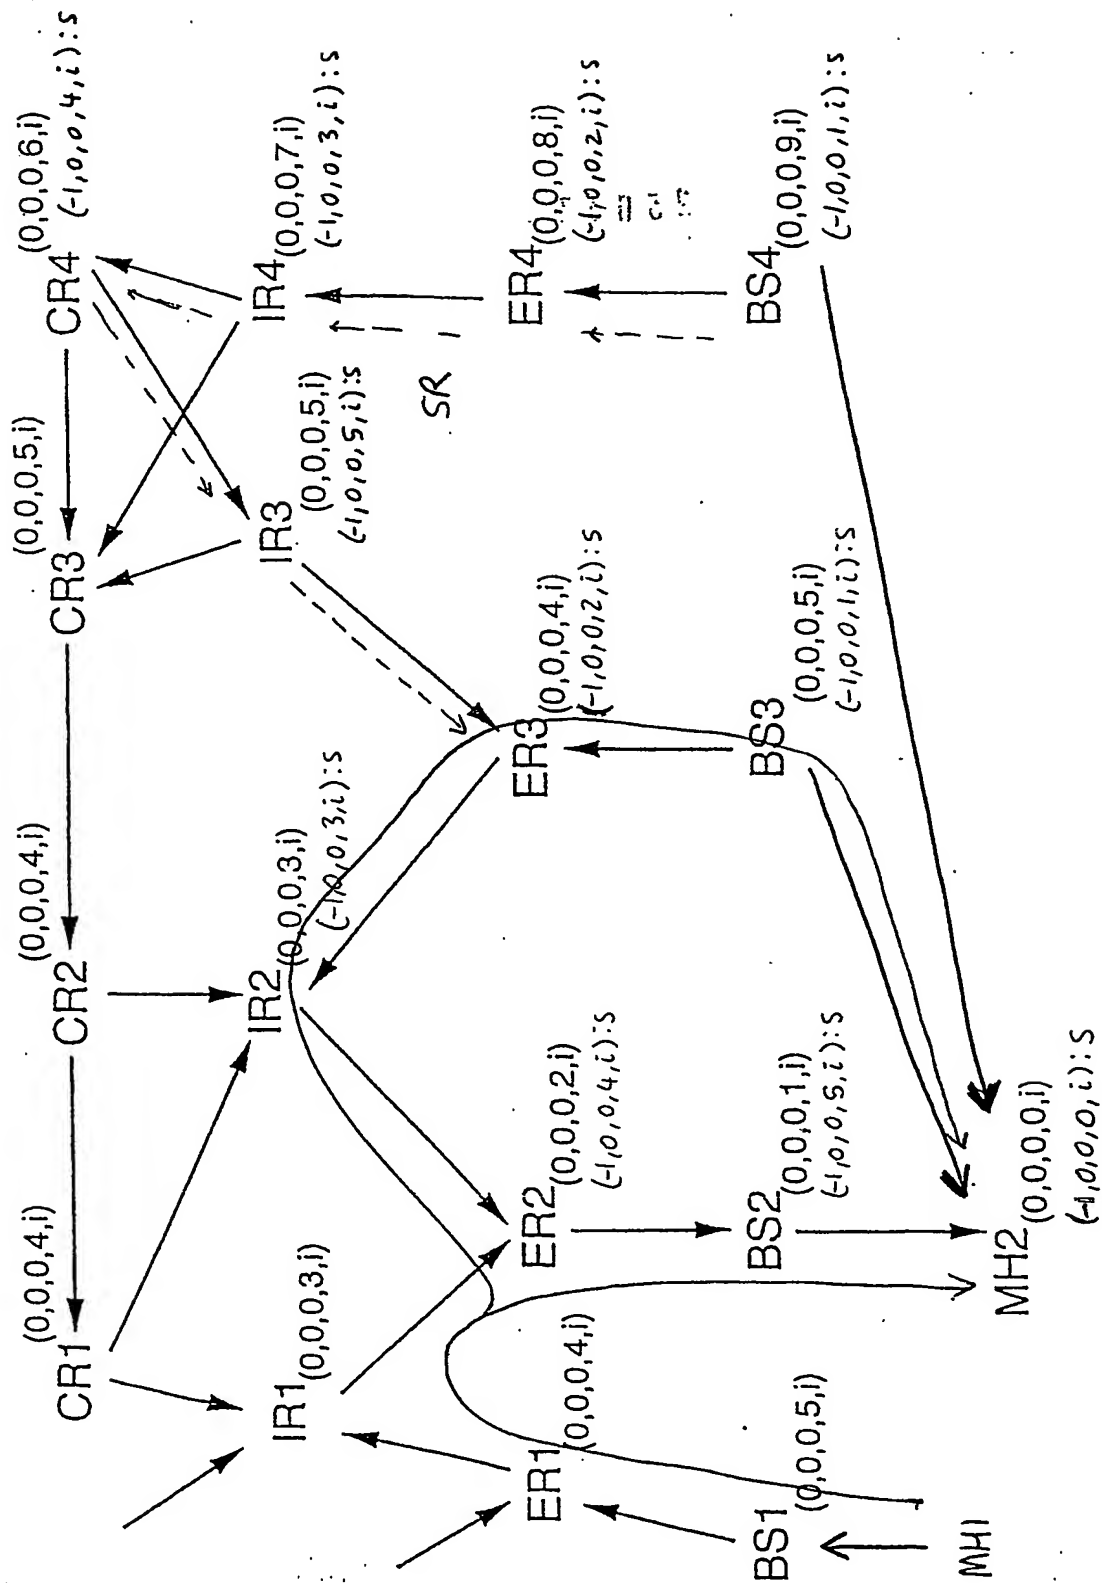 CR1 (0,0,0,4,i)
CR2 (0,0,0,4,i)
CR3 (0,0,0,5,i)
CR4 (0,0,0,6,i)
(-1,0,0,4,i):S
IR1 (0,0,0,3,i)
IR2 (0,0,0,3,i)
(-1,0,0,3,i):S
IR3 (0,0,0,5,i)
(-1,0,0,5,i):S
IR4 (0,0,0,7,i)
(-1,0,0,3,i):S
SR
ER1 (0,0,0,4,i)
ER2 (0,0,0,2,i)
(-1,0,0,4,i):S
ER3 (0,0,0,4,i)
(-1,0,0,2,i):S
ER4 (0,0,0,8,i)
(-1,0,0,2,i):S
BS1 (0,0,0,5,i)
BS2 (0,0,0,1,i)
(-1,0,0,5,i):S
BS3 (0,0,0,5,i)
(-1,0,0,1,i):S
BS4 (0,0,0,9,i)
(-1,0,0,1,i):S
MH1
MH2 (0,0,0,0,i)
(-1,0,0,0,i):S